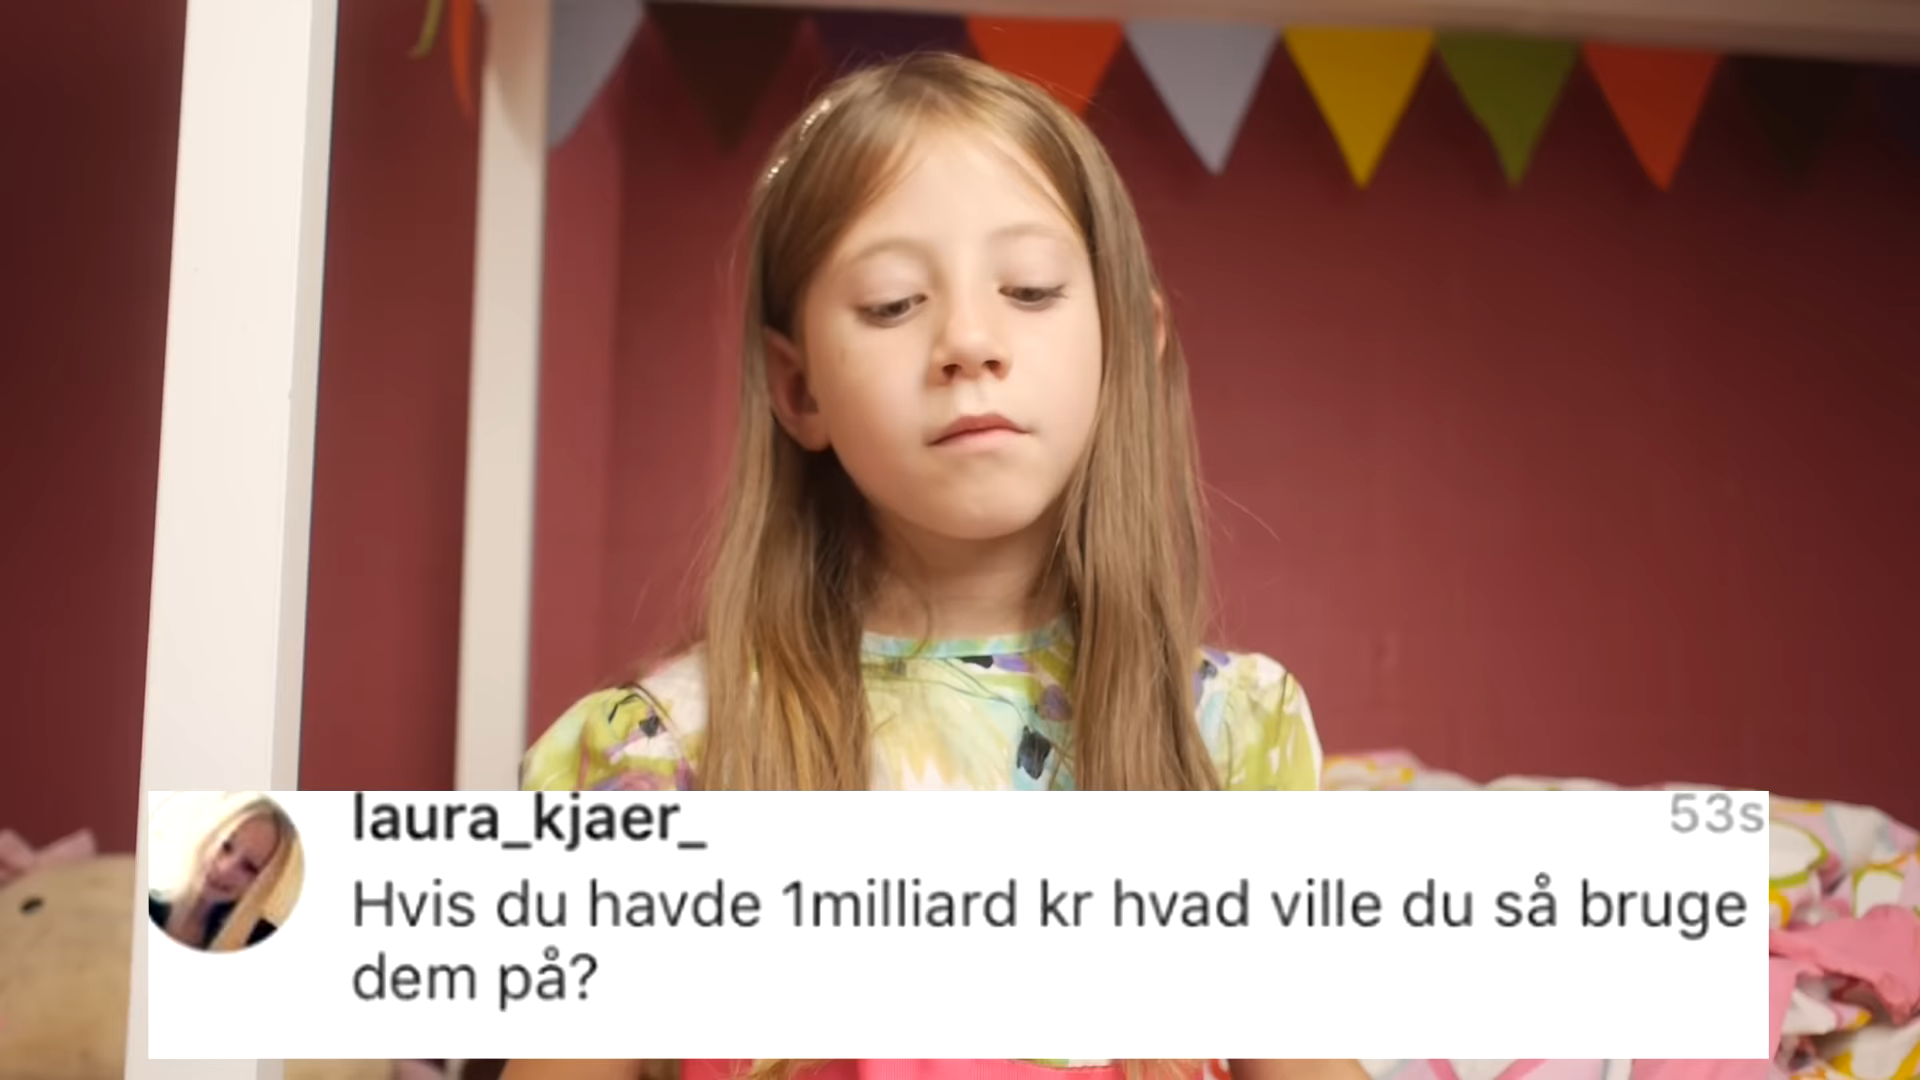 laura_kjaer_
53s
Hvis du havde 1milliard kr hvad ville du så bruge
dem på?